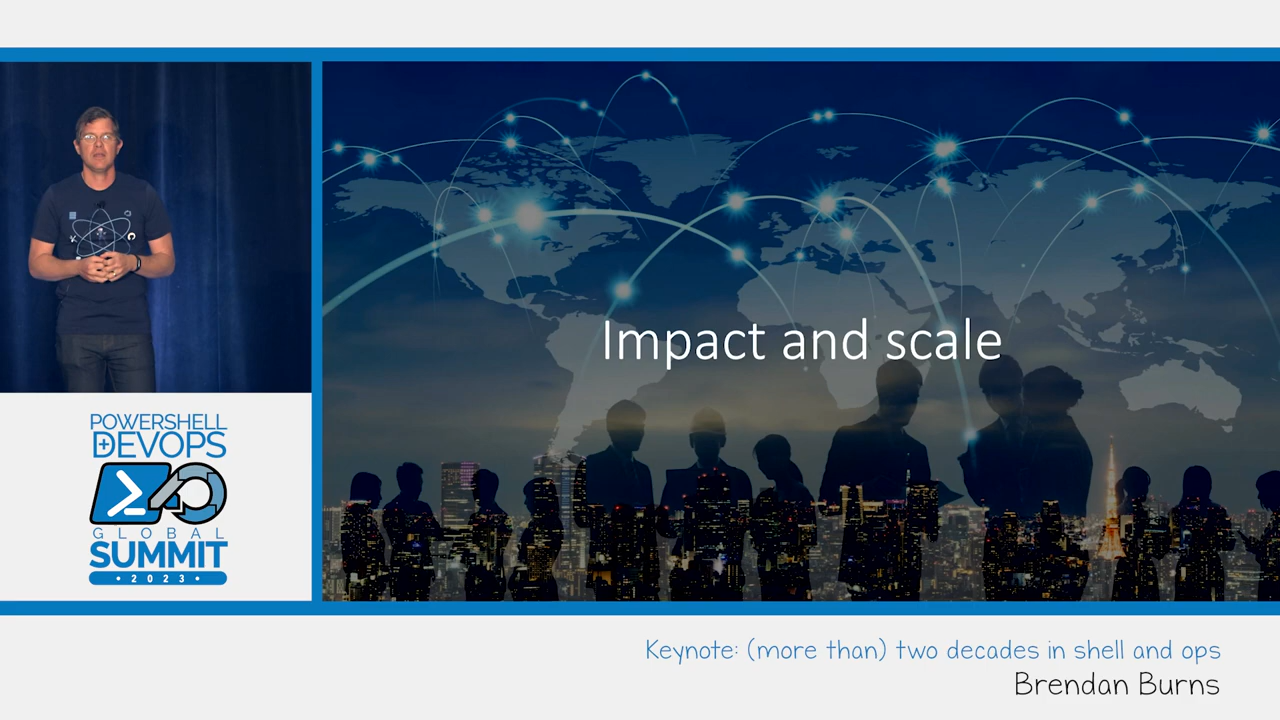 Impact and scale
POWERSHELL
DEVOPS
GLOBAL
SUMMIT
• 2023 •
Keynote: (more than) two decades in shell and ops
Brendan Burns